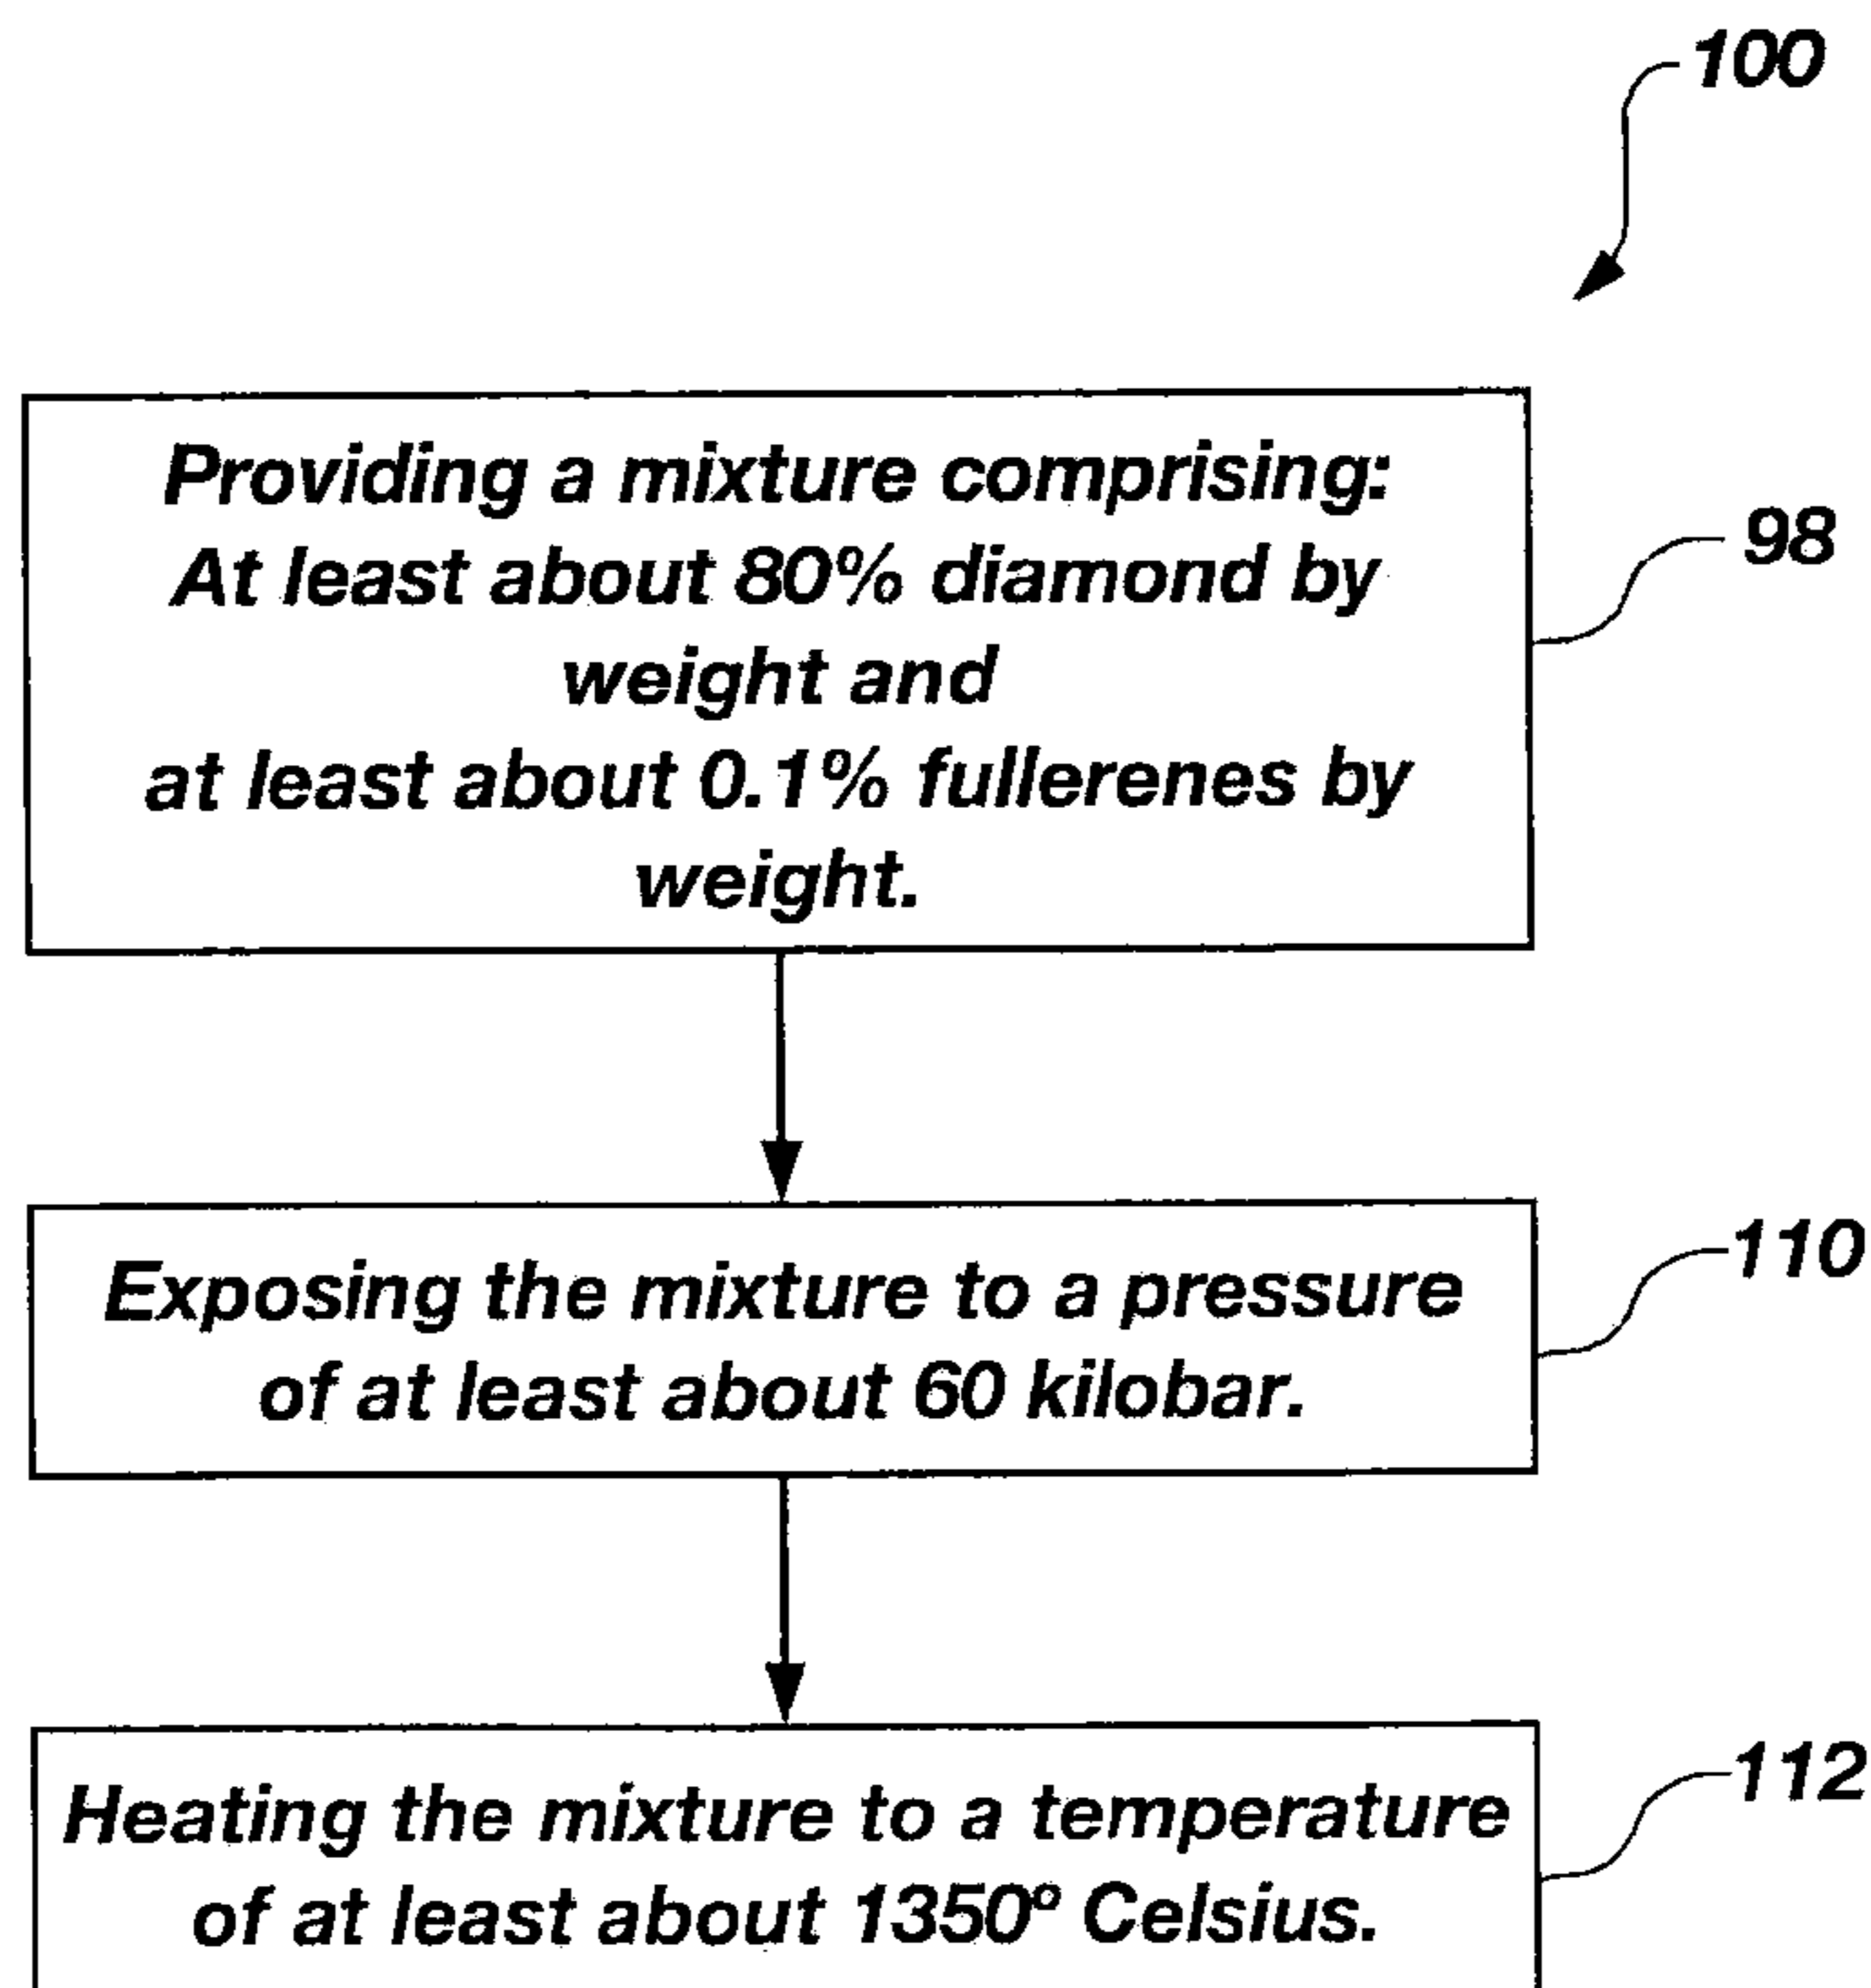 100
Providing a mixture comprising:
At least about 80% diamond by
weight and
at least about 0.1% fullerenes by
weight.
98
Exposing the mixture to a pressure
of at least about 60 kilobar.
110
Heating the mixture to a temperature
of at least about 1350° Celsius.
112